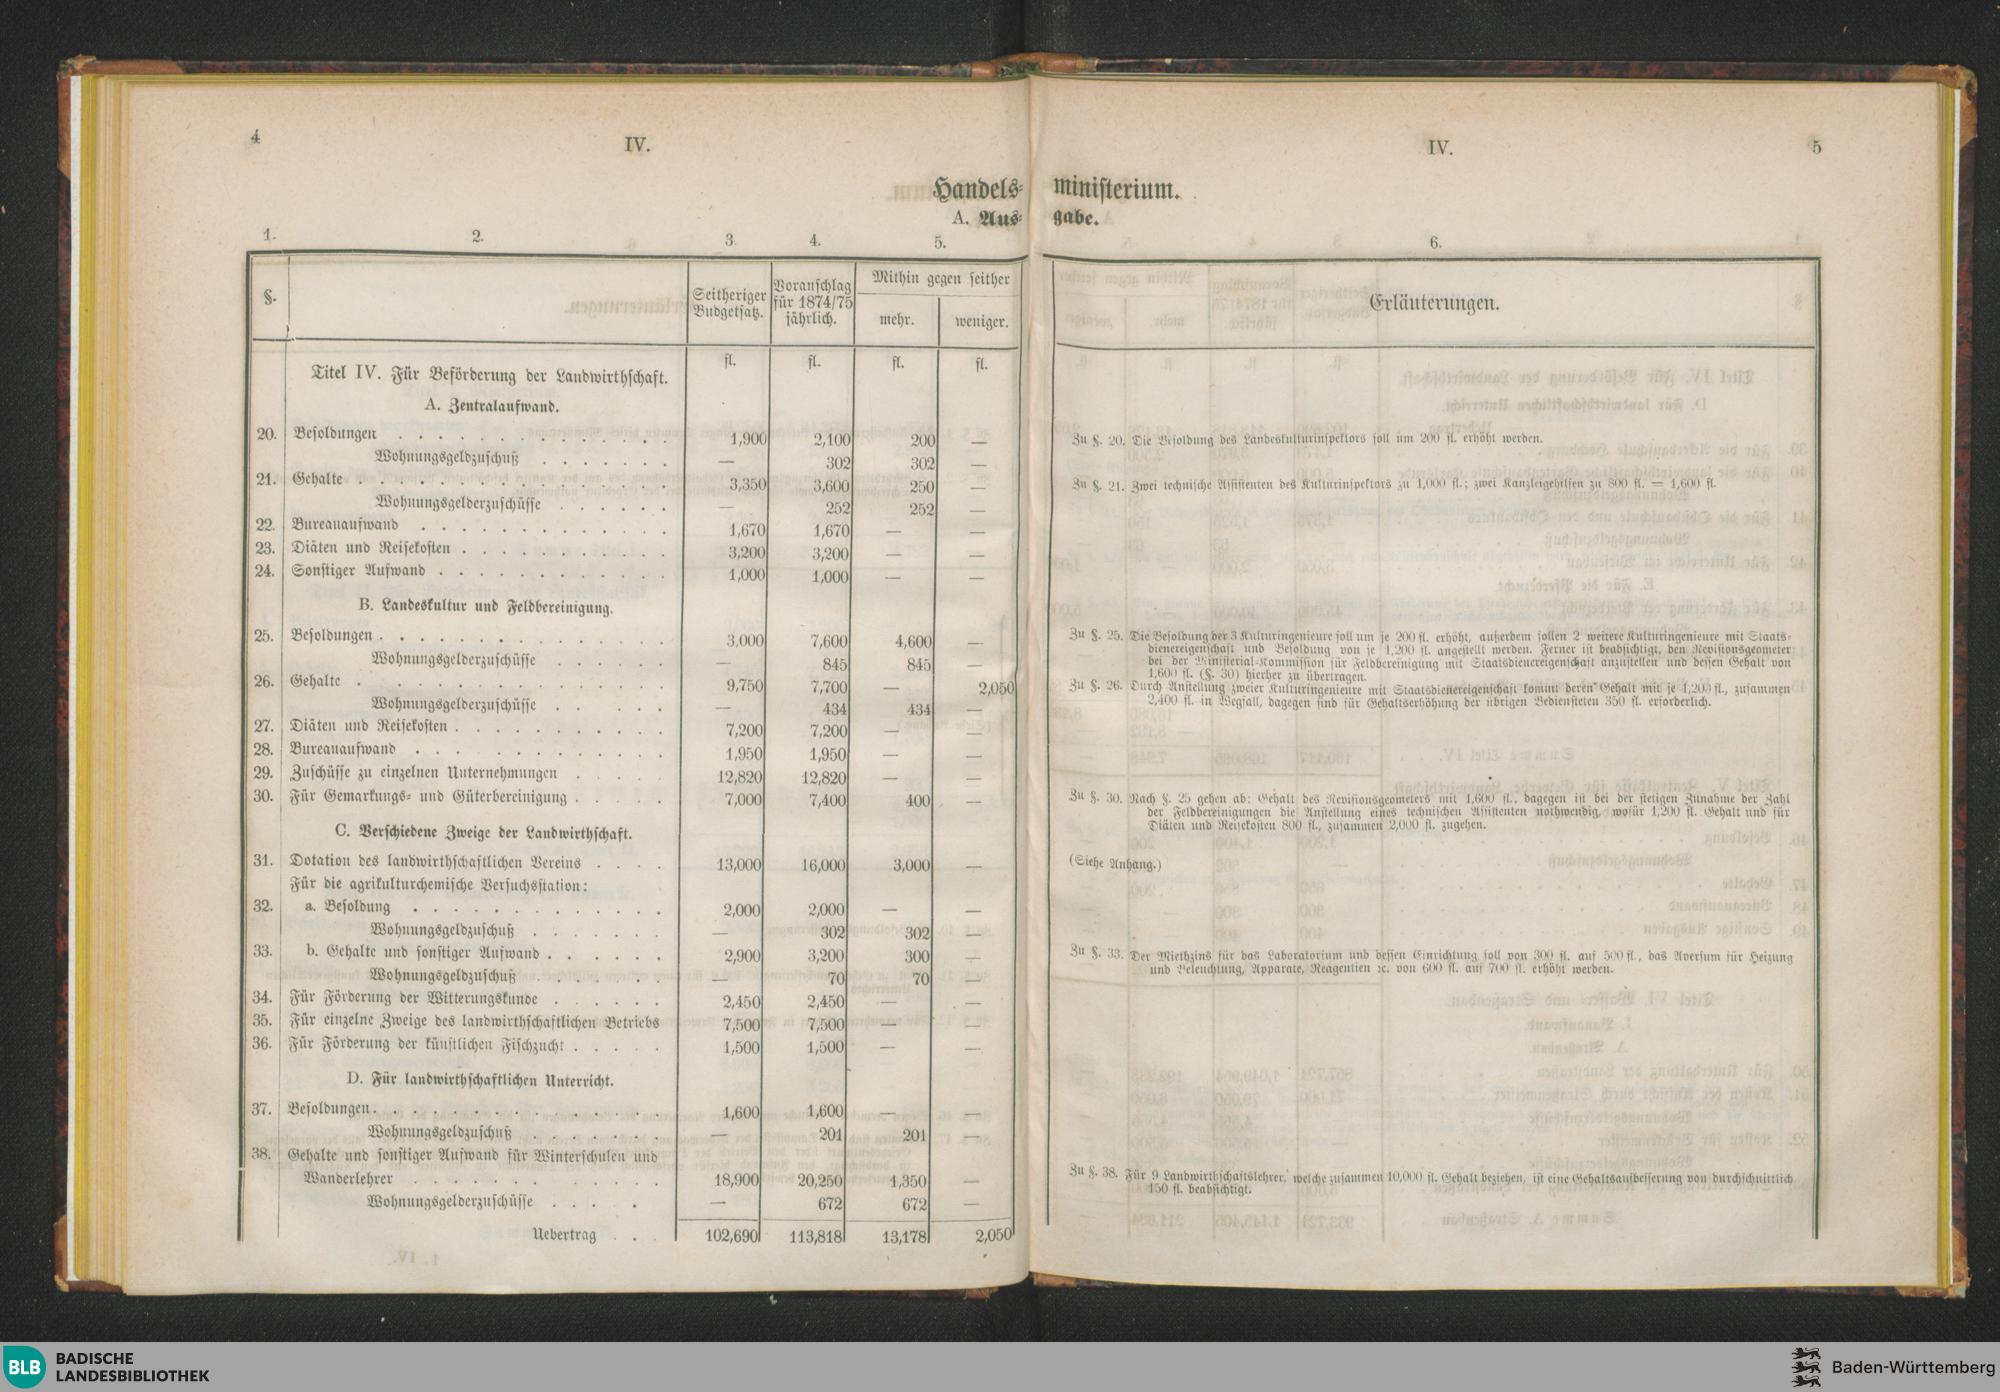 4
IV.
Handels-
A. Aus-
1.
2.
3.
4.
5.
§.
Seitheriger Budgetsatz.
Voranschlag für 1874/75 jährlich.
Mithin gegen seither
mehr.
weniger.
fl. fl. fl. fl.
Titel IV. Für Beförderung der Landwirthschaft.
A. Zentralaufwand.
20. Besoldungen . . . . . . . . . . . . . . 1,900 2,100 200 —
Wohnungsgeldzuschuß . . . . . . . — 302 302 —
21. Gehalte . . . . . . . . . . . . . . . 3,350 3,600 250 —
Wohnungsgelderzuschüsse . . . . . . — 252 252 —
22. Bureauaufwand . . . . . . . . . . . . . 1,670 1,670 — —
23. Diäten und Reisekosten . . . . . . . . . . . 3,200 3,200 — —
24. Sonstiger Aufwand . . . . . . . . . . . . 1,000 1,000 — —
B. Landeskultur und Feldbereinigung.
25. Besoldungen . . . . . . . . . . . . . . . 3,000 7,600 4,600 —
Wohnungsgelderzuschüsse . . . . . . — 845 845 —
26. Gehalte . . . . . . . . . . . . . . . . 9,750 7,700 — 2,050
Wohnungsgelderzuschüsse . . . . . — 434 434 —
27. Diäten und Reisekosten . . . . . . . . . . . 7,200 7,200 — —
28. Bureauaufwand . . . . . . . . . . . . . 1,950 1,950 — —
29. Zuschüsse zu einzelnen Unternehmungen . . . . . 12,820 12,820 — —
30. Für Gemarkungs- und Güterbereinigung . . . . . 7,000 7,400 400 —
C. Verschiedene Zweige der Landwirthschaft.
31. Dotation des landwirthschaftlichen Vereins . . . . 13,000 16,000 3,000 —
Für die agrikulturchemische Versuchsstation:
32. a. Besoldung . . . . . . . . . . . . . 2,000 2,000 — —
Wohnungsgeldzuschuß . . . . . . . — 302 302 —
33. b. Gehalte und sonstiger Aufwand . . . . . . 2,900 3,200 300 —
Wohnungsgeldzuschuß . . . . . . . — 70 70 —
34. Für Förderung der Witterungskunde . . . . . . 2,450 2,450 — —
35. Für einzelne Zweige des landwirthschaftlichen Betriebs 7,500 7,500 — —
36. Für Förderung der künstlichen Fischzucht . . . . . 1,500 1,500 — —
D. Für landwirthschaftlichen Unterricht.
37. Besoldungen . . . . . . . . . . . . . . . 1,600 1,600 — —
Wohnungsgeldzuschuß . . . . . . . — 201 201 —
38. Gehalte und sonstiger Aufwand für Winterschulen und
Wanderlehrer . . . . . . . . . . . . . 18,900 20,250 1,350 —
Wohnungsgelderzuschüsse . . . . . — 672 672 —
Uebertrag . . . 102,690 113,818 13,178 2,050
IV.
5
ministerium.
gabe.
6.
Erläuterungen.
Zu §. 20. Die Besoldung des Landeskulturinspektors soll um 200 fl. erhöht werden.
Zu §. 21. Zwei technische Assistenten des Kulturinspektors zu 1,000 fl.; zwei Kanzleigehilfen zu 800 fl. = 1,600 fl.
Zu §. 25. Die Besoldung der 3 Kulturingenieure soll um je 200 fl. erhöht, außerdem sollen 2 weitere Kulturingenieure mit Staats-
dienereigenschaft und Besoldung von je 1,200 fl. angestellt werden. Ferner ist beabsichtigt, den Revisionsgeometer
bei der Ministerial-Kommission für Feldbereinigung mit Staatsdienereigenschaft anzustellen und dessen Gehalt von
1,600 fl. (§. 30) hierher zu übertragen.
Zu §. 26. Durch Anstellung zweier Kulturingenieure mit Staatsdienereigenschaft kommt deren Gehalt mit je 1,200 fl., zusammen
2,400 fl. in Wegfall, dagegen sind für Gehaltserhöhung der übrigen Bediensteten 350 fl. erforderlich.
Zu §. 30. Nach §. 25 gehen ab: Gehalt des Revisionsgeometers mit 1,600 fl., dagegen ist bei der stetigen Zunahme der Zahl
der Feldbereinigungen die Anstellung eines technischen Assistenten nothwendig, wofür 1,200 fl. Gehalt und für
Diäten und Reisekosten 800 fl., zusammen 2,000 fl. zugehen.
(Siehe Anhang.)
Zu §. 33. Der Miethzins für das Laboratorium und dessen Einrichtung soll von 300 fl. auf 500 fl., das Aversum für Heizung
und Beleuchtung, Apparate, Reagentien ꝛc. von 600 fl. auf 700 fl. erhöht werden.
Zu §. 38. Für 9 Landwirthschaftslehrer, welche zusammen 10,000 fl. Gehalt beziehen, ist eine Gehaltsaufbesserung von durchschnittlich
150 fl. beabsichtigt.
BLB BADISCHE
LANDESBIBLIOTHEK
Baden-Württemberg